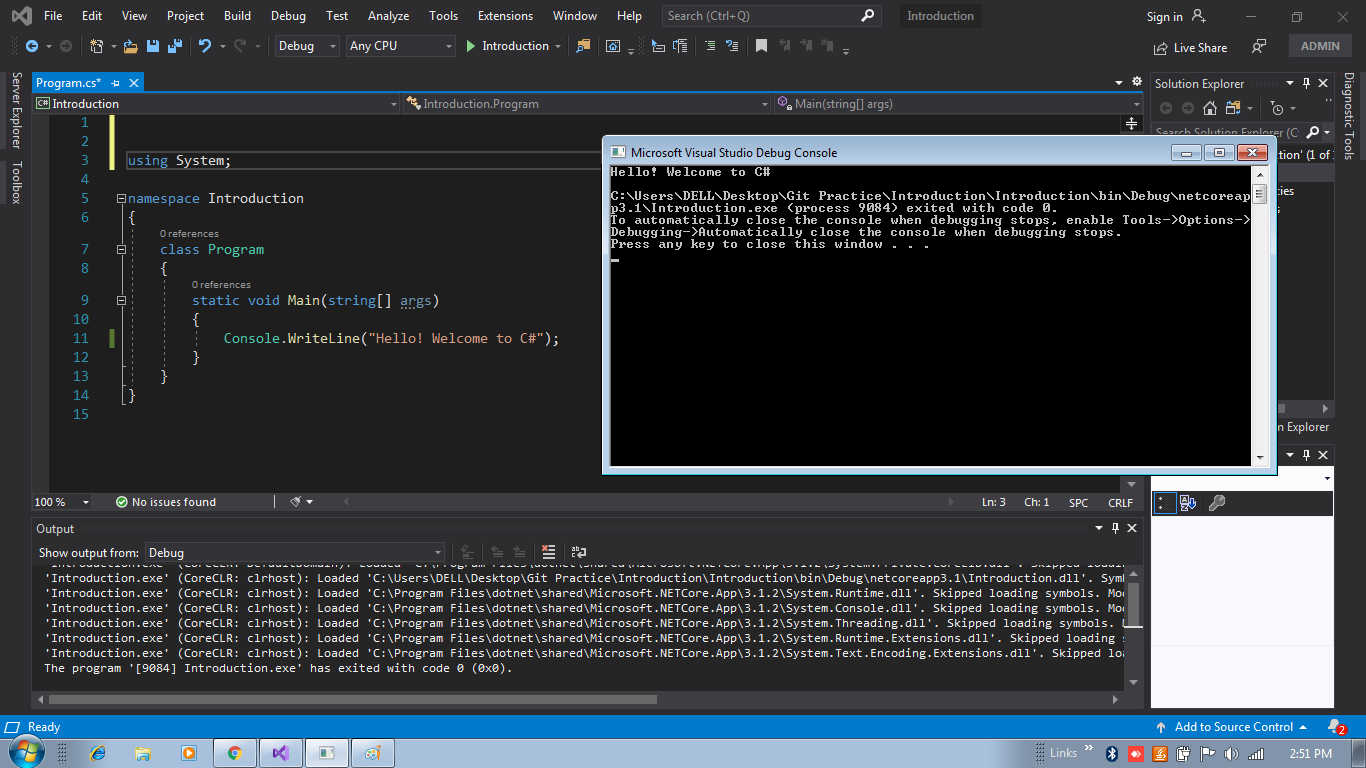 File Edit View Project Build Debug Test Analyze Tools Extensions Window Help Search (Ctrl+Q) Introduction Sign in
Debug Any CPU Introduction Live Share ADMIN
Server Explorer
Toolbox
Program.cs*
C# Introduction Introduction.Program Main(string[] args)
1
2
3 using System;
4
5 namespace Introduction
6 {
0 references
7 class Program
8 {
0 references
9 static void Main(string[] args)
10 {
11 Console.WriteLine("Hello! Welcome to C#");
12 }
13 }
14 }
15
100 % No issues found Ln: 3 Ch: 1 SPC CRLF
Microsoft Visual Studio Debug Console
Hello! Welcome to C#
C:\Users\DELL\Desktop\Git Practice\Introduction\Introduction\bin\Debug\netcoreap
p3.1\Introduction.exe (process 9084) exited with code 0.
To automatically close the console when debugging stops, enable Tools->Options->
Debugging->Automatically close the console when debugging stops.
Press any key to close this window . . .
Solution Explorer
Search Solution Explorer (C
tion' (1 of 1
ties
n Explorer
Diagnostic Tools
Output
Show output from: Debug
'Introduction.exe' (CoreCLR: clrhost): Loaded 'C:\Users\DELL\Desktop\Git Practice\Introduction\Introduction\bin\Debug\netcoreapp3.1\Introduction.dll'. Symb
'Introduction.exe' (CoreCLR: clrhost): Loaded 'C:\Program Files\dotnet\shared\Microsoft.NETCore.App\3.1.2\System.Runtime.dll'. Skipped loading symbols. Mod
'Introduction.exe' (CoreCLR: clrhost): Loaded 'C:\Program Files\dotnet\shared\Microsoft.NETCore.App\3.1.2\System.Console.dll'. Skipped loading symbols. Mod
'Introduction.exe' (CoreCLR: clrhost): Loaded 'C:\Program Files\dotnet\shared\Microsoft.NETCore.App\3.1.2\System.Threading.dll'. Skipped loading symbols.
'Introduction.exe' (CoreCLR: clrhost): Loaded 'C:\Program Files\dotnet\shared\Microsoft.NETCore.App\3.1.2\System.Runtime.Extensions.dll'. Skipped loading
'Introduction.exe' (CoreCLR: clrhost): Loaded 'C:\Program Files\dotnet\shared\Microsoft.NETCore.App\3.1.2\System.Text.Encoding.Extensions.dll'. Skipped loa
The program '[9084] Introduction.exe' has exited with code 0 (0x0).
Ready Add to Source Control 2
Links 2:51 PM